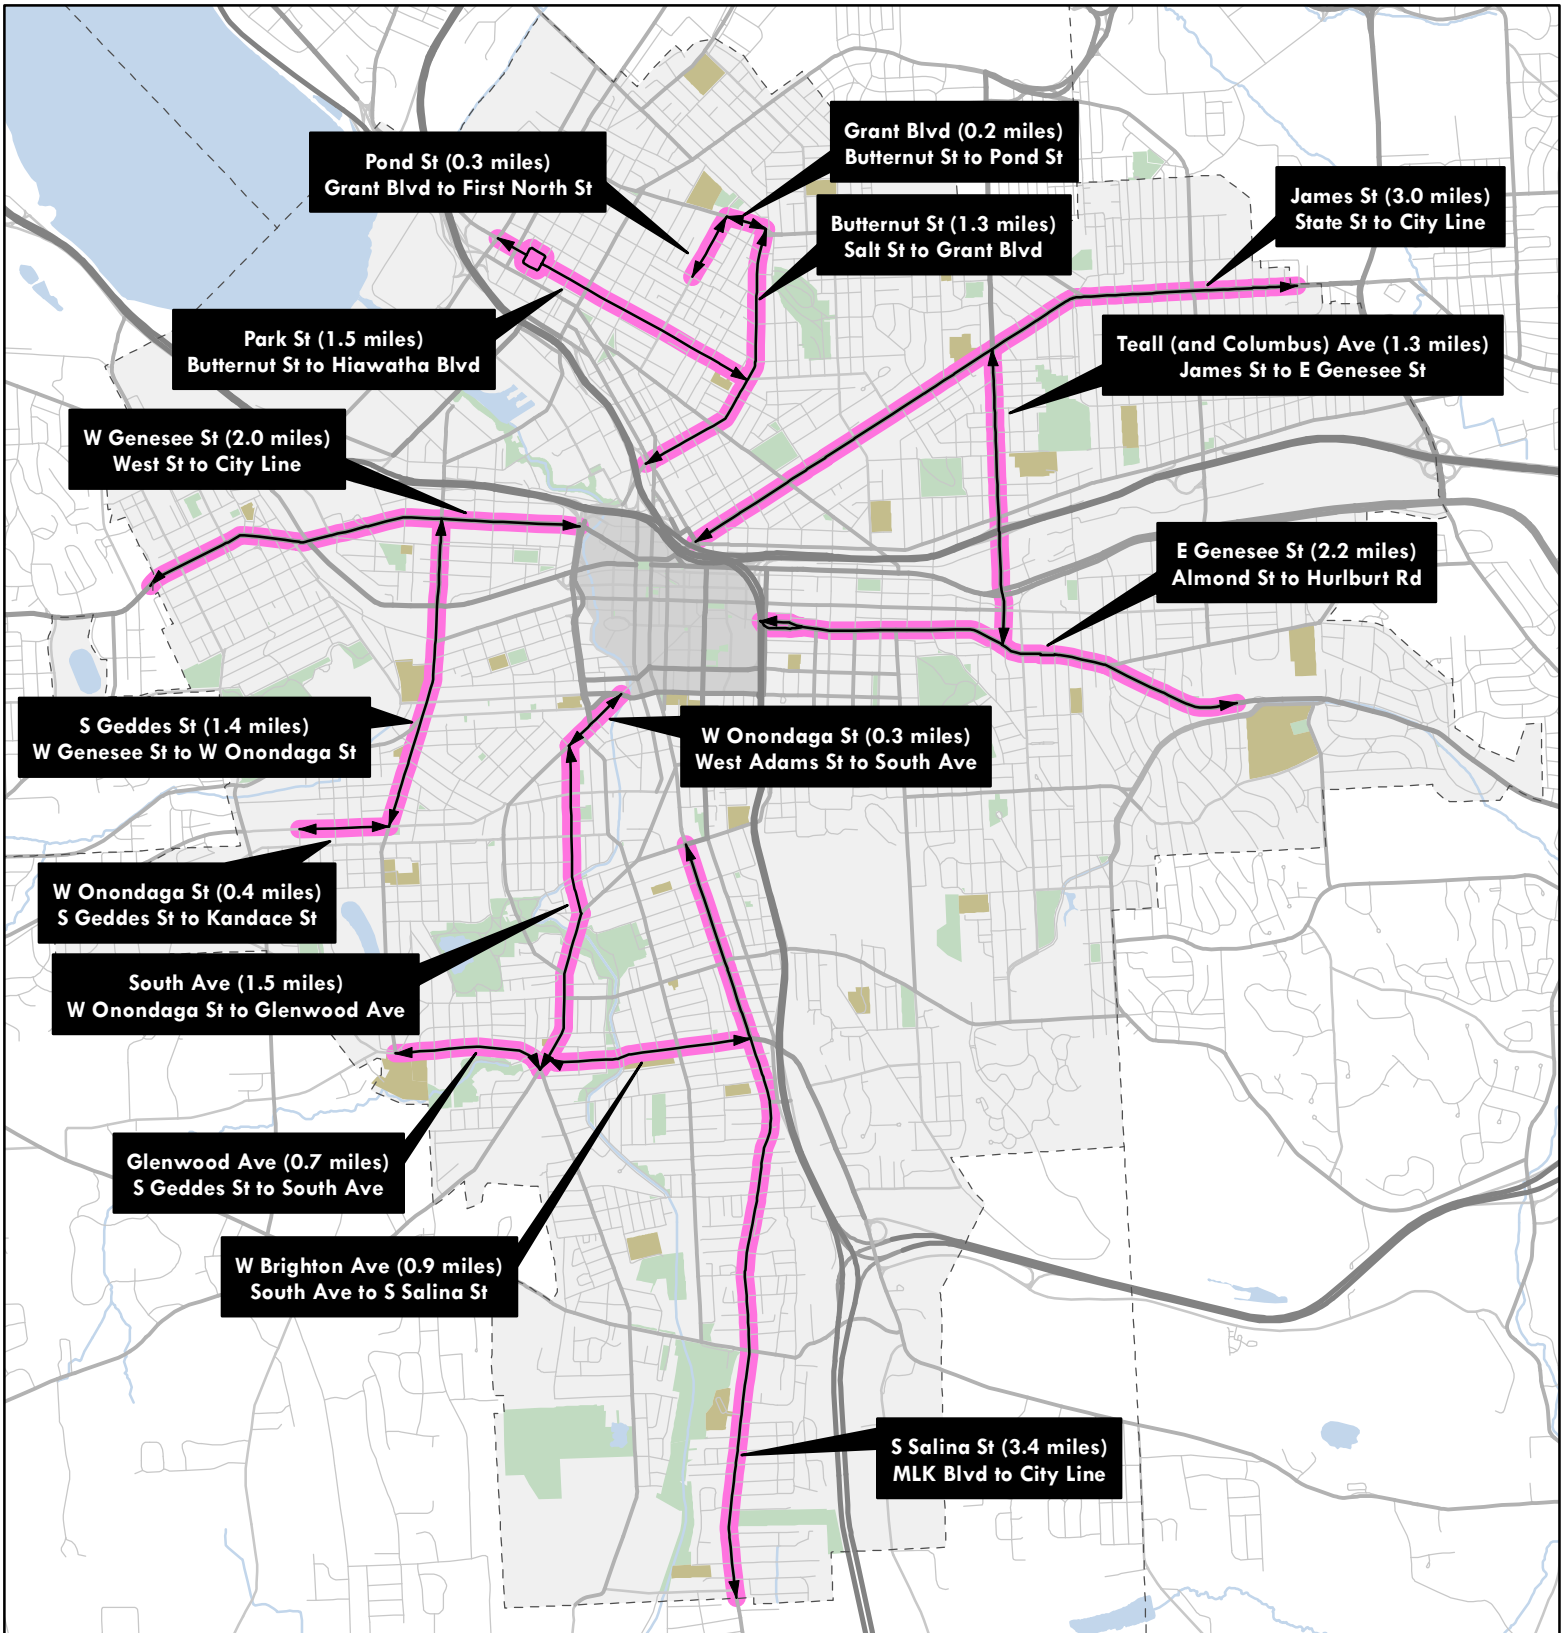 Grant Blvd (0.2 miles)
Butternut St to Pond St
Pond St (0.3 miles)
Grant Blvd to First North St
James St (3.0 miles)
State St to City Line
Butternut St (1.3 miles)
Salt St to Grant Blvd
Park St (1.5 miles)
Butternut St to Hiawatha Blvd
Teall (and Columbus) Ave (1.3 miles)
James St to E Genesee St
W Genesee St (2.0 miles)
West St to City Line
E Genesee St (2.2 miles)
Almond St to Hurlburt Rd
S Geddes St (1.4 miles)
W Genesee St to W Onondaga St
W Onondaga St (0.3 miles)
West Adams St to South Ave
W Onondaga St (0.4 miles)
S Geddes St to Kandace St
South Ave (1.5 miles)
W Onondaga St to Glenwood Ave
Glenwood Ave (0.7 miles)
S Geddes St to South Ave
W Brighton Ave (0.9 miles)
South Ave to S Salina St
S Salina St (3.4 miles)
MLK Blvd to City Line